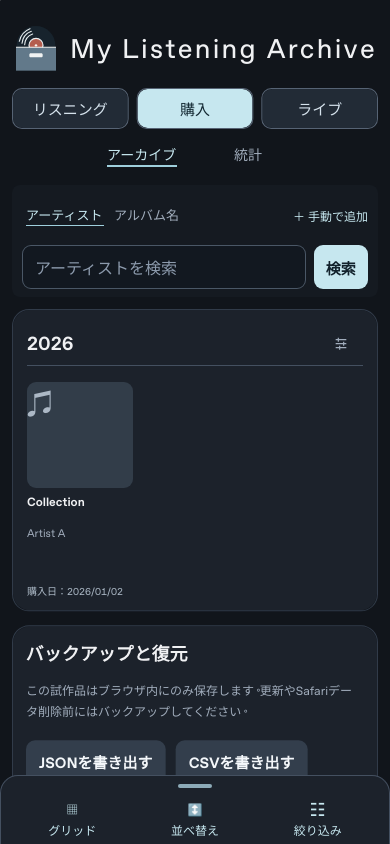 My Listening Archive
リスニング 購入 ライブ
アーカイブ 統計
アーティスト アルバム名 ＋ 手動で追加
アーティストを検索 検索
2026
Collection
Artist A
購入日：2026/01/02
バックアップと復元
この試作品はブラウザ内にのみ保存します。更新やSafariデー
タ削除前にはバックアップしてください。
JSONを書き出す CSVを書き出す
グリッド 並べ替え 絞り込み